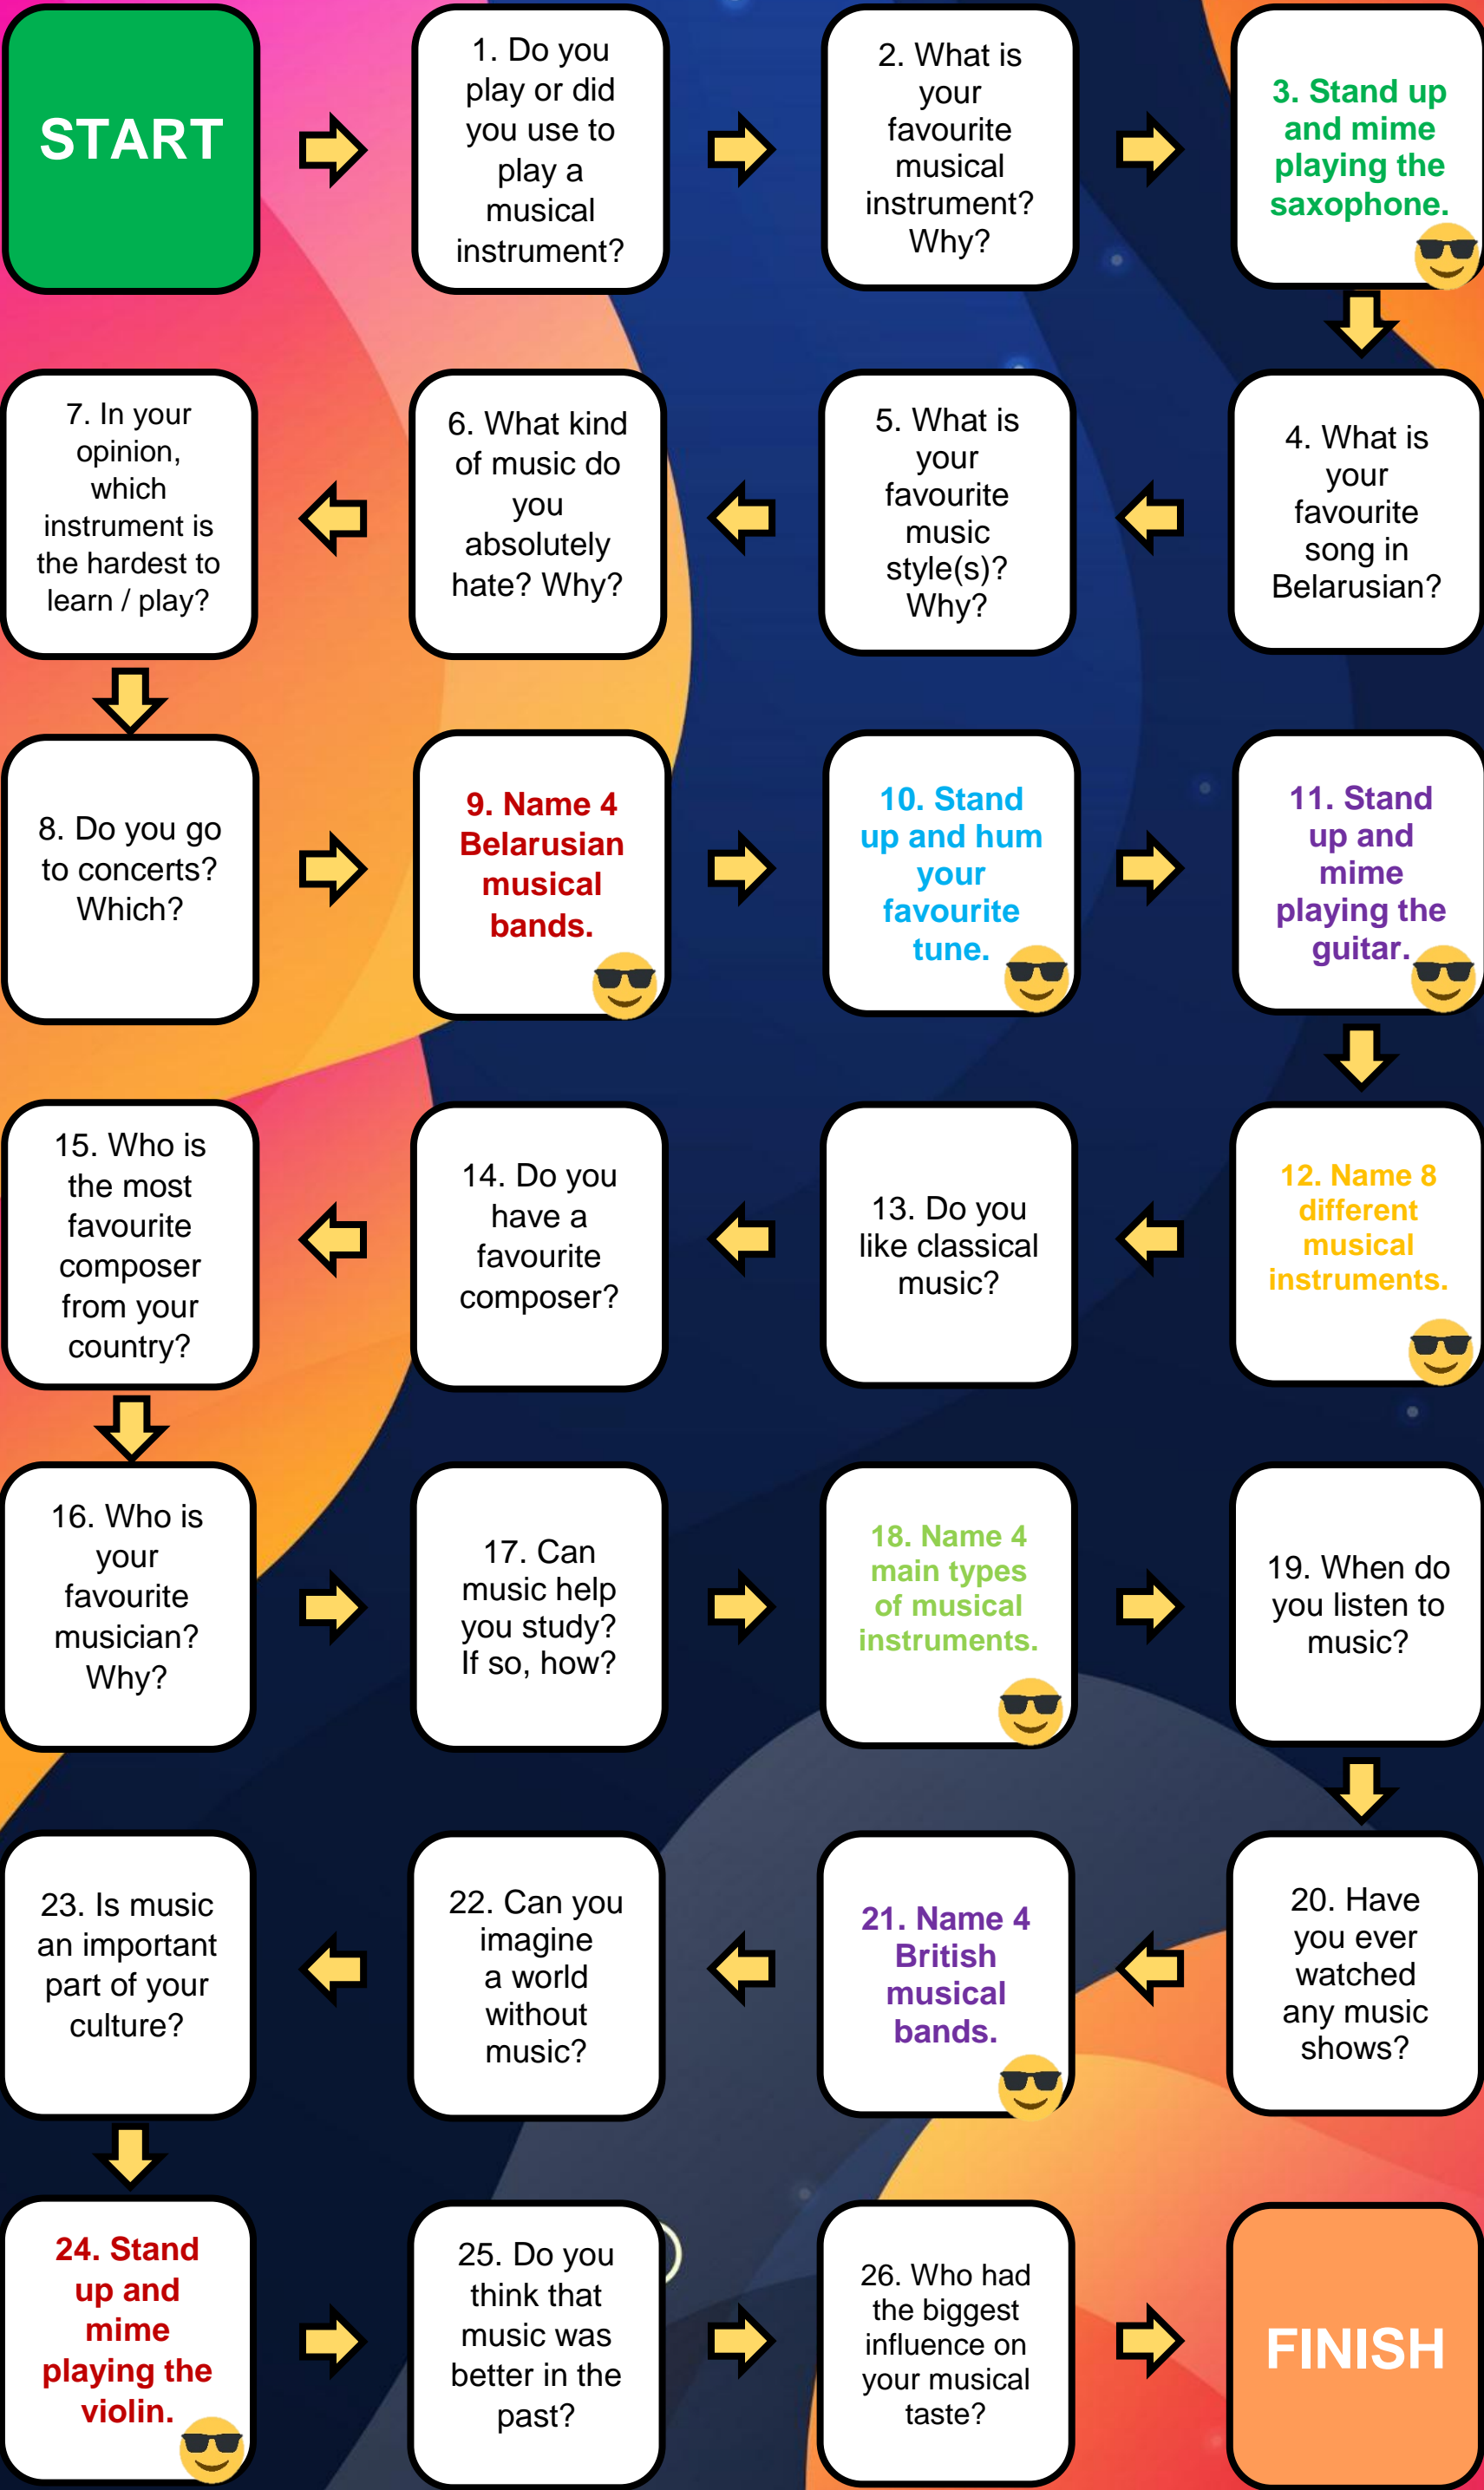 START
1. Do you
play or did
you use to
play a
musical
instrument?
2. What is
your
favourite
musical
instrument?
Why?
3. Stand up
and mime
playing the
saxophone.
4. What is
your
favourite
song in
Belarusian?
5. What is
your
favourite
music
style(s)?
Why?
6. What kind
of music do
you
absolutely
hate? Why?
7. In your
opinion,
which
instrument is
the hardest to
learn / play?
8. Do you go
to concerts?
Which?
9. Name 4
Belarusian
musical
bands.
10. Stand
up and hum
your
favourite
tune.
11. Stand
up and
mime
playing the
guitar.
12. Name 8
different
musical
instruments.
13. Do you
like classical
music?
14. Do you
have a
favourite
composer?
15. Who is
the most
favourite
composer
from your
country?
16. Who is
your
favourite
musician?
Why?
17. Can
music help
you study?
If so, how?
18. Name 4
main types
of musical
instruments.
19. When do
you listen to
music?
20. Have
you ever
watched
any music
shows?
21. Name 4
British
musical
bands.
22. Can you
imagine
a world
without
music?
23. Is music
an important
part of your
culture?
24. Stand
up and
mime
playing the
violin.
25. Do you
think that
music was
better in the
past?
26. Who had
the biggest
influence on
your musical
taste?
FINISH